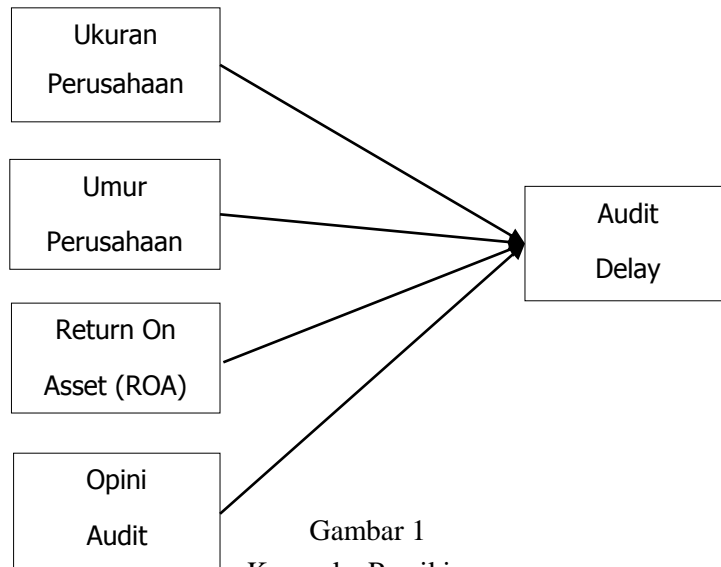 Ukuran
Perusahaan
Umur
Perusahaan
Audit
Delay
Return On
Asset (ROA)
Opini
Audit
Gambar 1